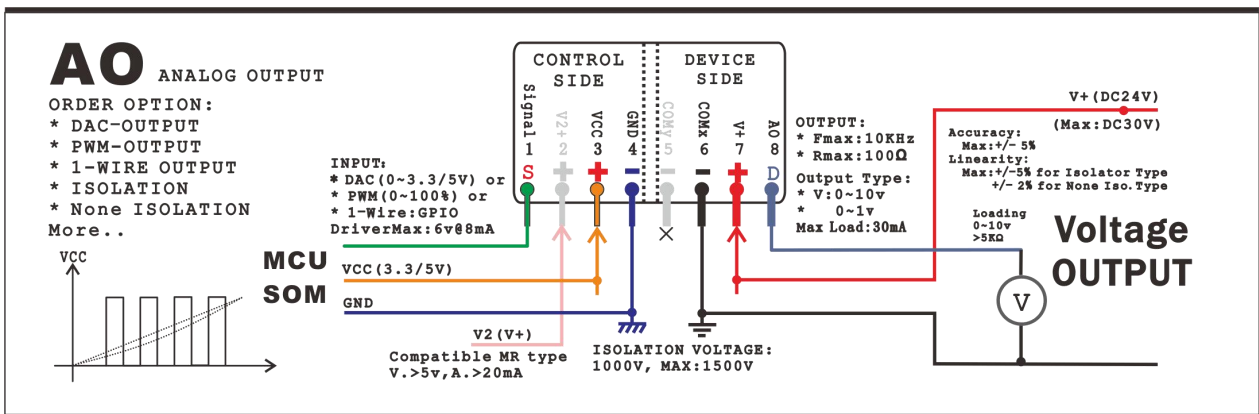 AO ANALOG OUTPUT
ORDER OPTION:
* DAC-OUTPUT
* PWM-OUTPUT
* 1-WIRE OUTPUT
* ISOLATION
* None ISOLATION
More..
VCC
INPUT:
* DAC(0~3.3/5V) or
* PWM(0~100%) or
* 1-Wire:GPIO
DriverMax:6v@8mA
MCU
SOM
VCC(3.3/5V)
GND
V2(V+)
Compatible MR type
V.>5v,A.>20mA
CONTROL
SIDE
DEVICE
SIDE
Signal 1
V2+ 2
VCC 3
GND 4
COMy 5
COMx 6
V+ 7
AO 8
S
D
ISOLATION VOLTAGE:
1000V, MAX:1500V
OUTPUT:
* Fmax:10KHz
* Rmax:100Ω
Output Type:
* V:0~10v
* 0~1v
Max Load:30mA
V+(DC24V)
(Max:DC30V)
Accuracy:
Max:+/- 5%
Linearity:
Max:+/-5% for Isolator Type
+/- 2% for None Iso. Type
Loading
0~10v
>5KΩ
Voltage
OUTPUT
V